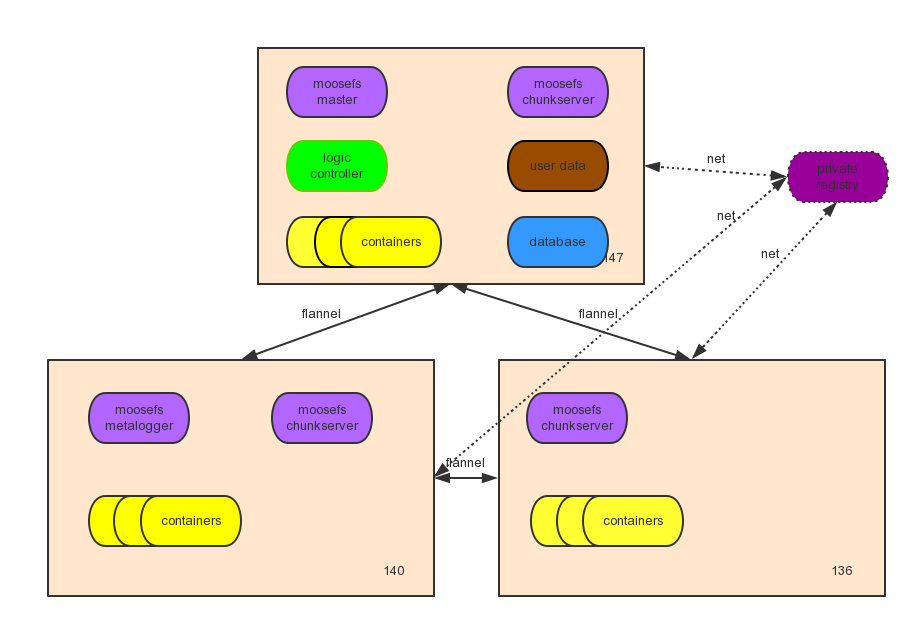 moosefs
master
moosefs
chunkserver
logic
controller
user data
containers
database
147
net
private
registry
net
net
flannel
flannel
moosefs
metalogger
moosefs
chunkserver
flannel
moosefs
chunkserver
containers
containers
140
136